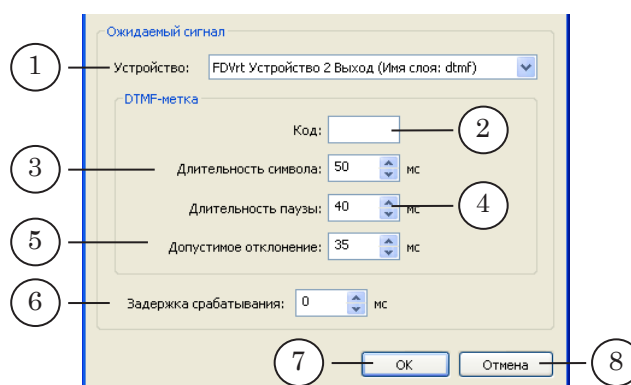 Ожидаемый сигнал
1 Устройство: FDVrt Устройство 2 Выход (Имя слоя: dtmf)
DTMF-метка
Код: 2
3 Длительность символа: 50 мс
Длительность паузы: 40 мс 4
5 Допустимое отклонение: 35 мс
6 Задержка срабатывания: 0 мс
7 ОК Отмена 8